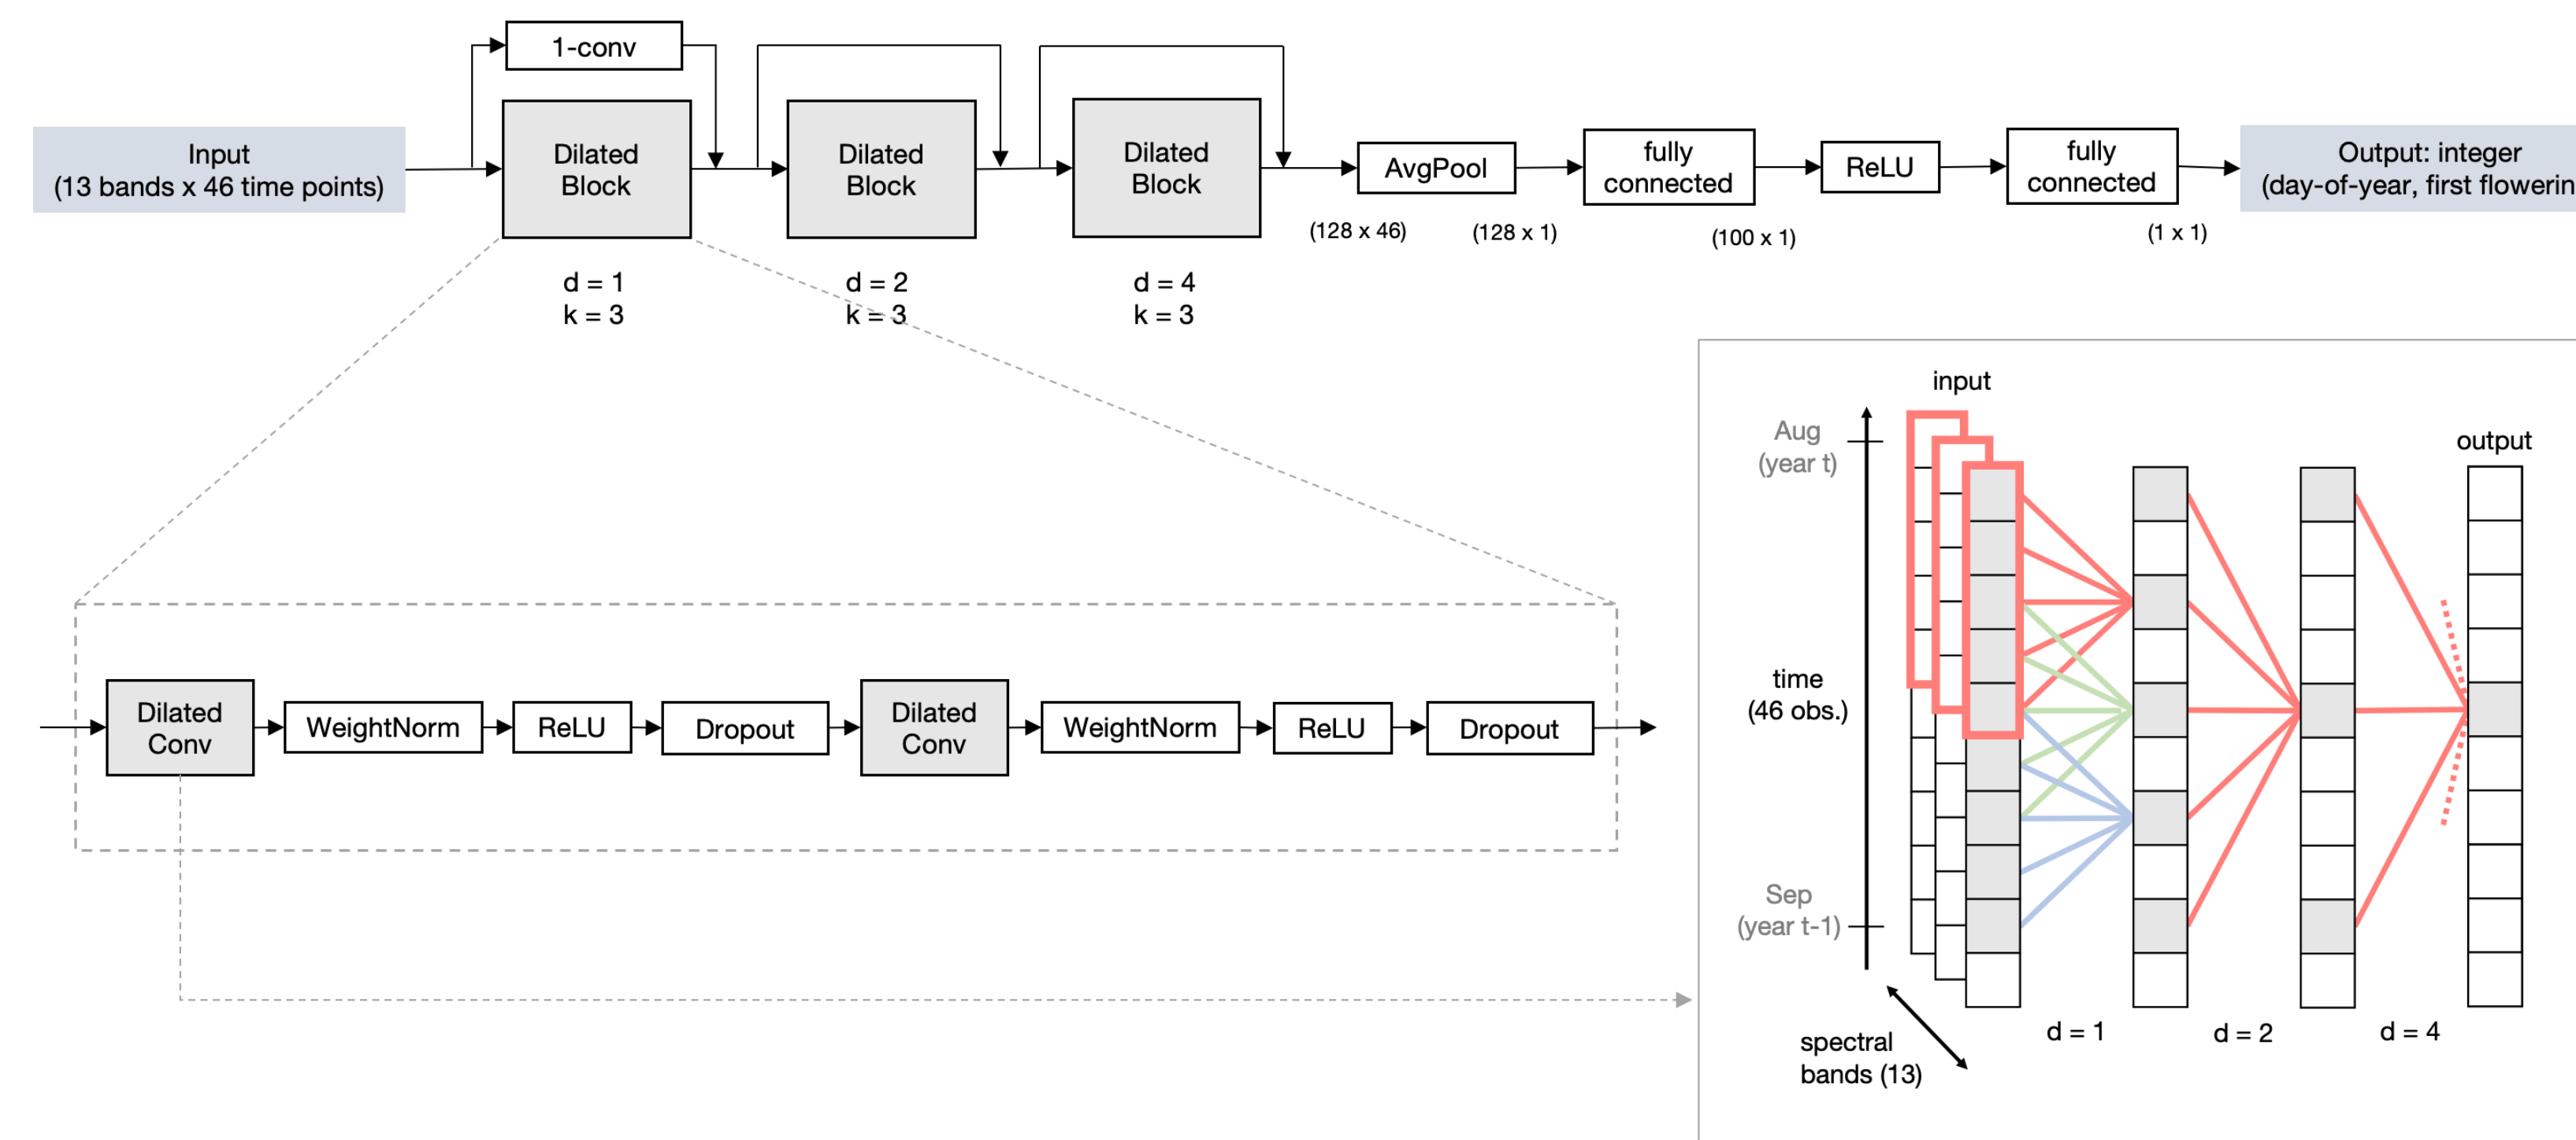 1-conv
Input
(13 bands x 46 time points)
Dilated
Block
Dilated
Block
Dilated
Block
AvgPool
fully
connected
ReLU
fully
connected
Output: integer
(day-of-year, first flowerin
(128 x 46)
(128 x 1)
(100 x 1)
(1 x 1)
d = 1
k = 3
d = 2
k = 3
d = 4
k = 3
Dilated
Conv
WeightNorm
ReLU
Dropout
Dilated
Conv
WeightNorm
ReLU
Dropout
input
Aug
(year t)
output
time
(46 obs.)
Sep
(year t-1)
spectral
bands (13)
d = 1
d = 2
d = 4